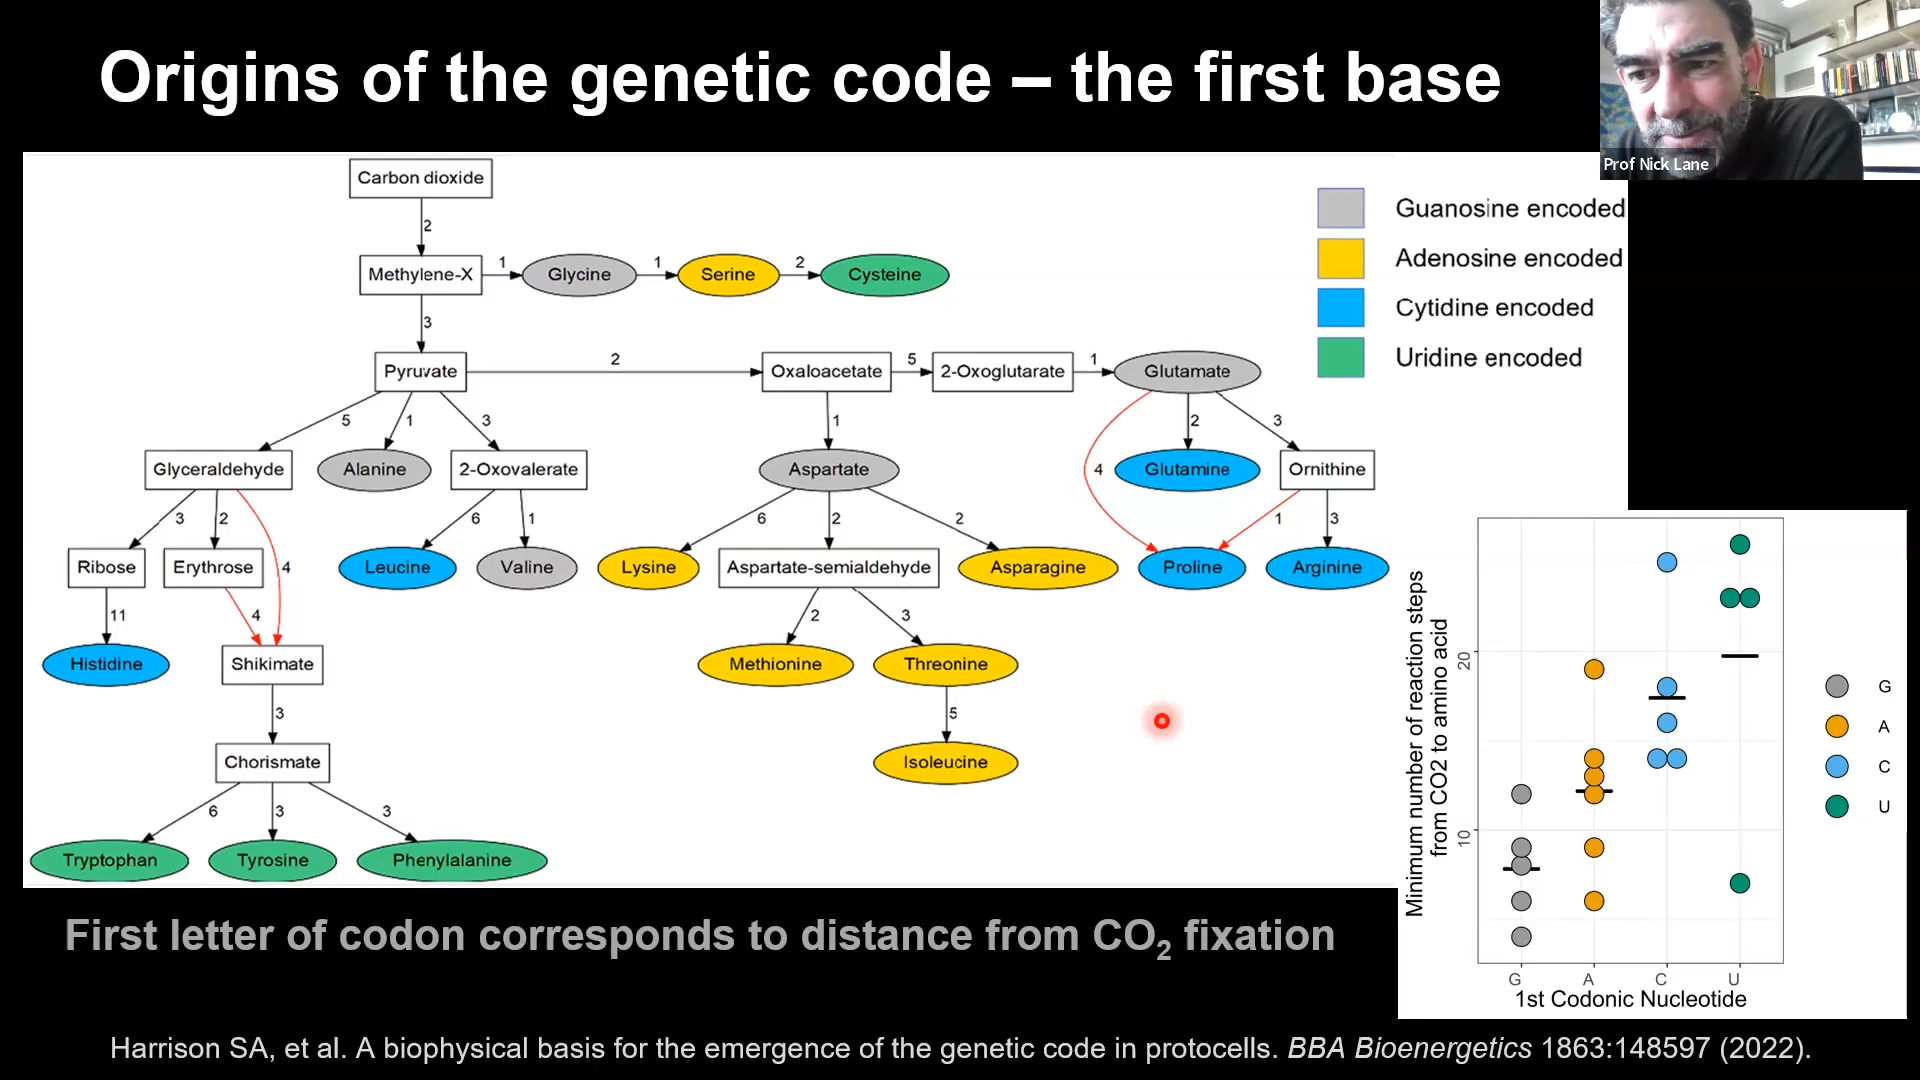 Origins of the genetic code – the first base
Prof Nick Lane
Carbon dioxide
2
Methylene-X
1
Glycine
1
Serine
2
Cysteine
3
Pyruvate
2
Oxaloacetate
5
2-Oxoglutarate
1
Glutamate
5
1
3
1
2
3
Glyceraldehyde
Alanine
2-Oxovalerate
Aspartate
4
Glutamine
Ornithine
3
2
4
6
1
6
2
2
1
3
Ribose
Erythrose
Leucine
Valine
Lysine
Aspartate-semialdehyde
Asparagine
Proline
Arginine
11
4
2
3
Histidine
Shikimate
Methionine
Threonine
3
5
Chorismate
Isoleucine
6
3
3
Tryptophan
Tyrosine
Phenylalanine
Guanosine encoded
Adenosine encoded
Cytidine encoded
Uridine encoded
Minimum number of reaction steps
from CO2 to amino acid
20
10
G
A
C
U
1st Codonic Nucleotide
G
A
C
U
First letter of codon corresponds to distance from CO2 fixation
Harrison SA, et al. A biophysical basis for the emergence of the genetic code in protocells. BBA Bioenergetics 1863:148597 (2022).